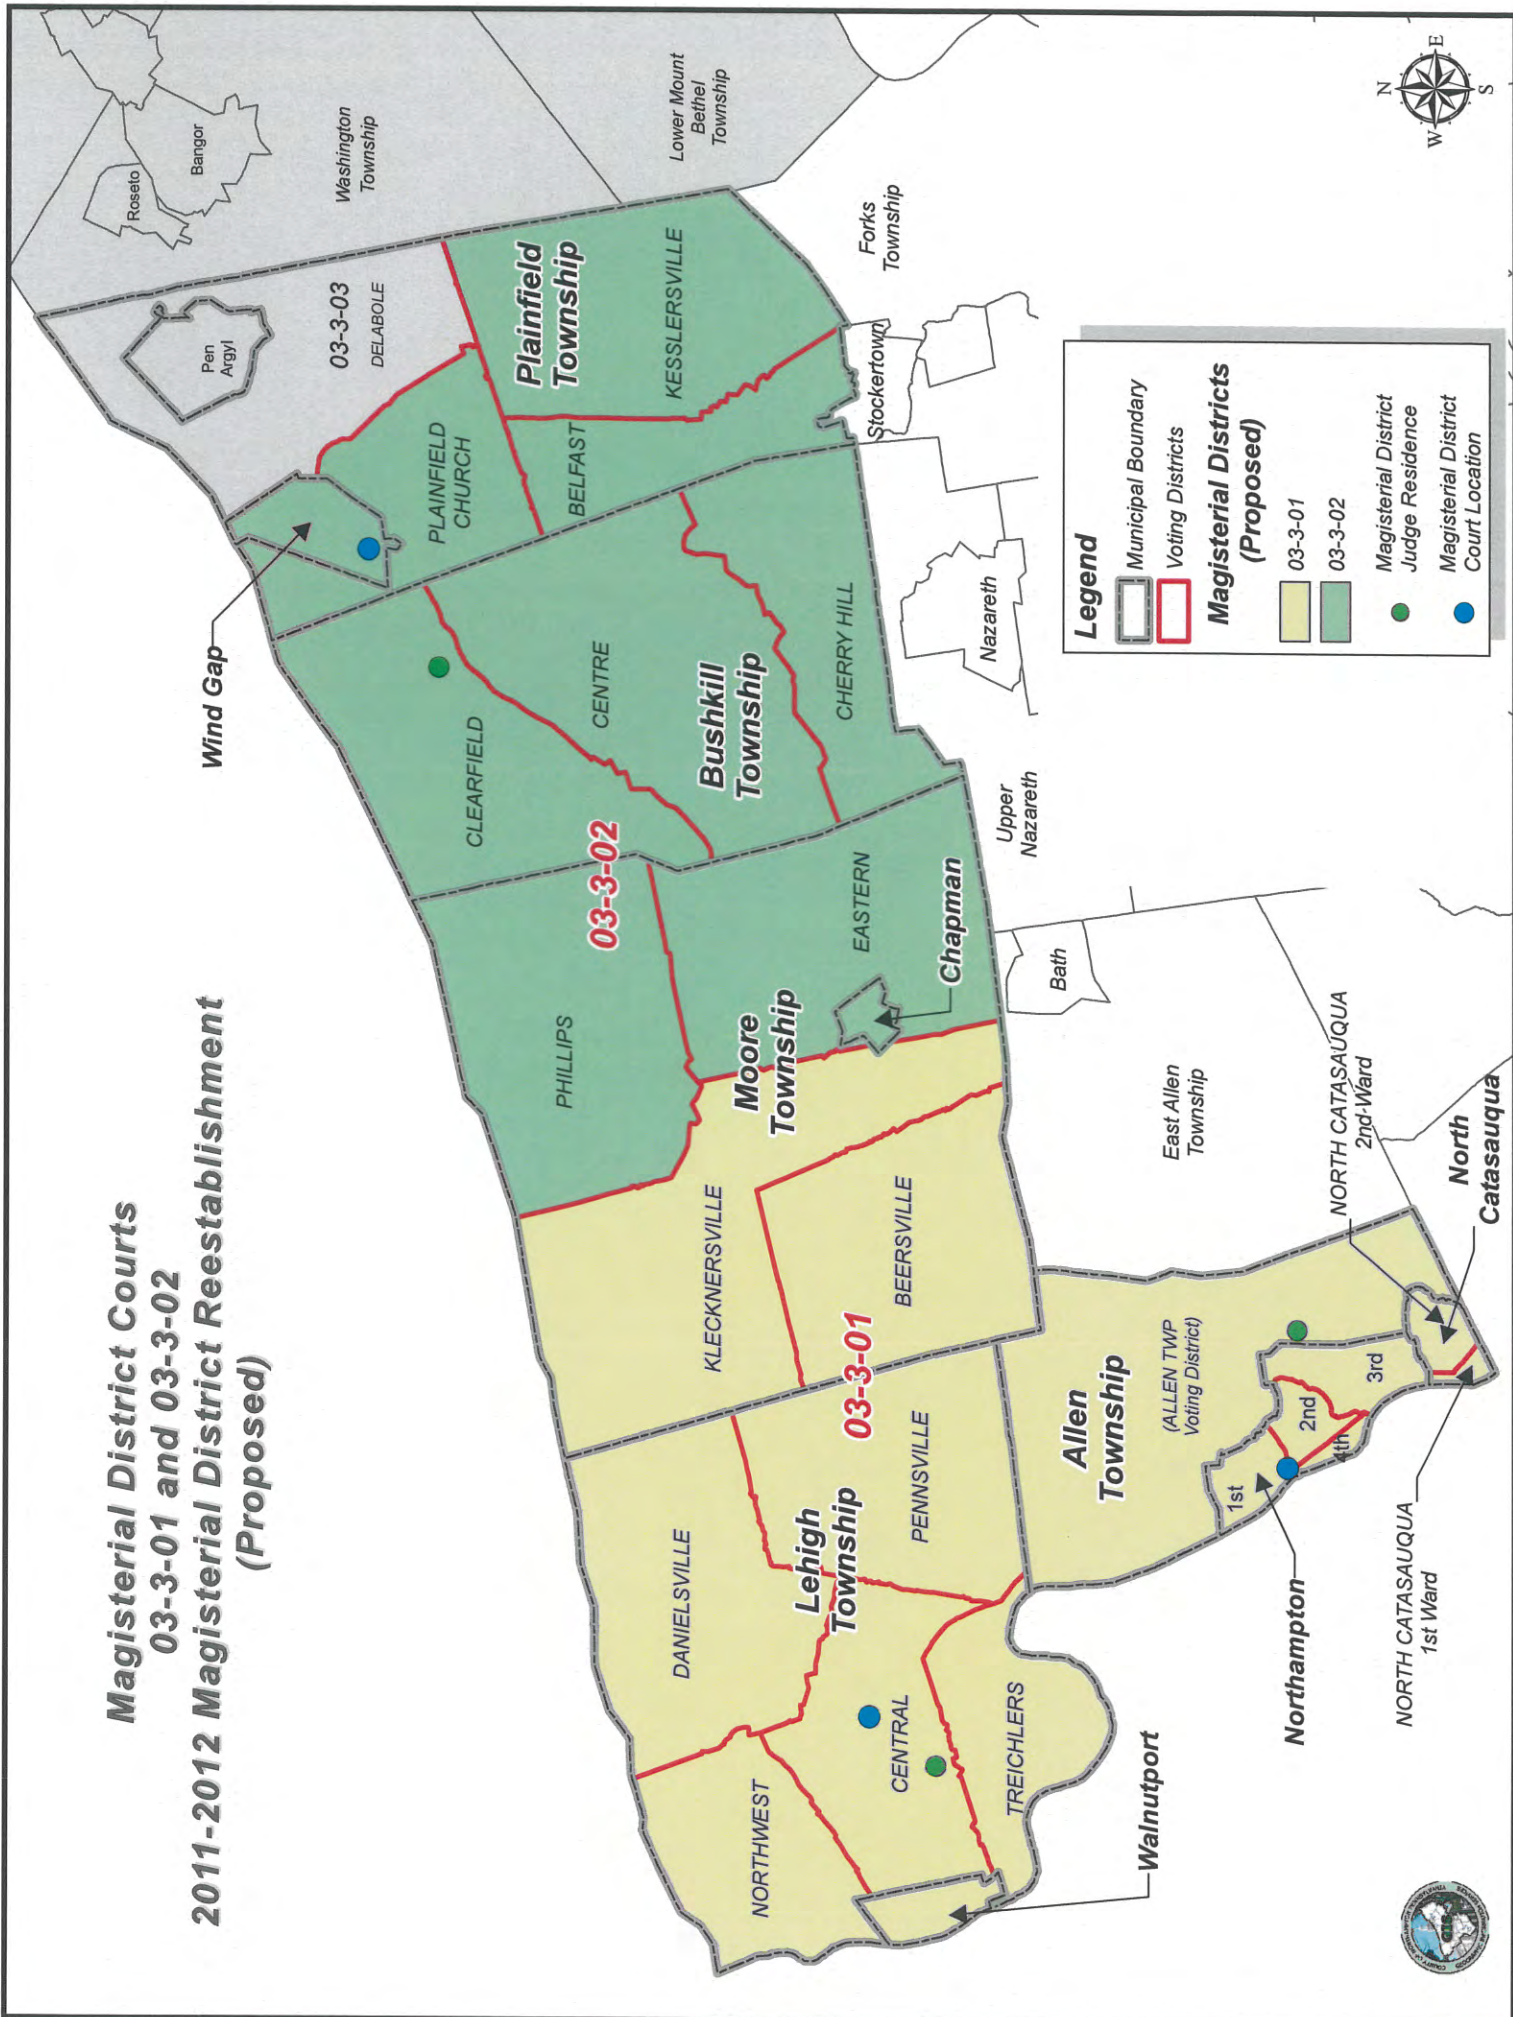 Magisterial District Courts
03-3-01 and 03-3-02
2011-2012 Magisterial District Reestablishment
(Proposed)
Wind Gap
Roseto
Bangor
Washington
Township
Lower Mount
Bethel
Township
Pen
Argyl
03-3-03
DELABOLE
PLAINFIELD
CHURCH
Plainfield
Township
BELFAST
KESSLERSVILLE
Forks
Township
Stockertown
CLEARFIELD
CENTRE
Bushkill
Township
CHERRY HILL
Nazareth
Upper
Nazareth
03-3-02
PHILLIPS
Moore
Township
EASTERN
Chapman
Bath
KLECKNERSVILLE
BEERSVILLE
East Allen
Township
03-3-01
DANIELSVILLE
Lehigh
Township
PENNSVILLE
NORTHWEST
CENTRAL
TREICHLERS
Walnutport
Allen
Township
(ALLEN TWP
Voting District)
1st
2nd
3rd
4th
Northampton
NORTH CATASAUQUA
2nd-Ward
North
Catasauqua
NORTH CATASAUQUA
1st Ward
N
W
E
S
Legend
Municipal Boundary
Voting Districts
Magisterial Districts
(Proposed)
03-3-01
03-3-02
Magisterial District
Judge Residence
Magisterial District
Court Location